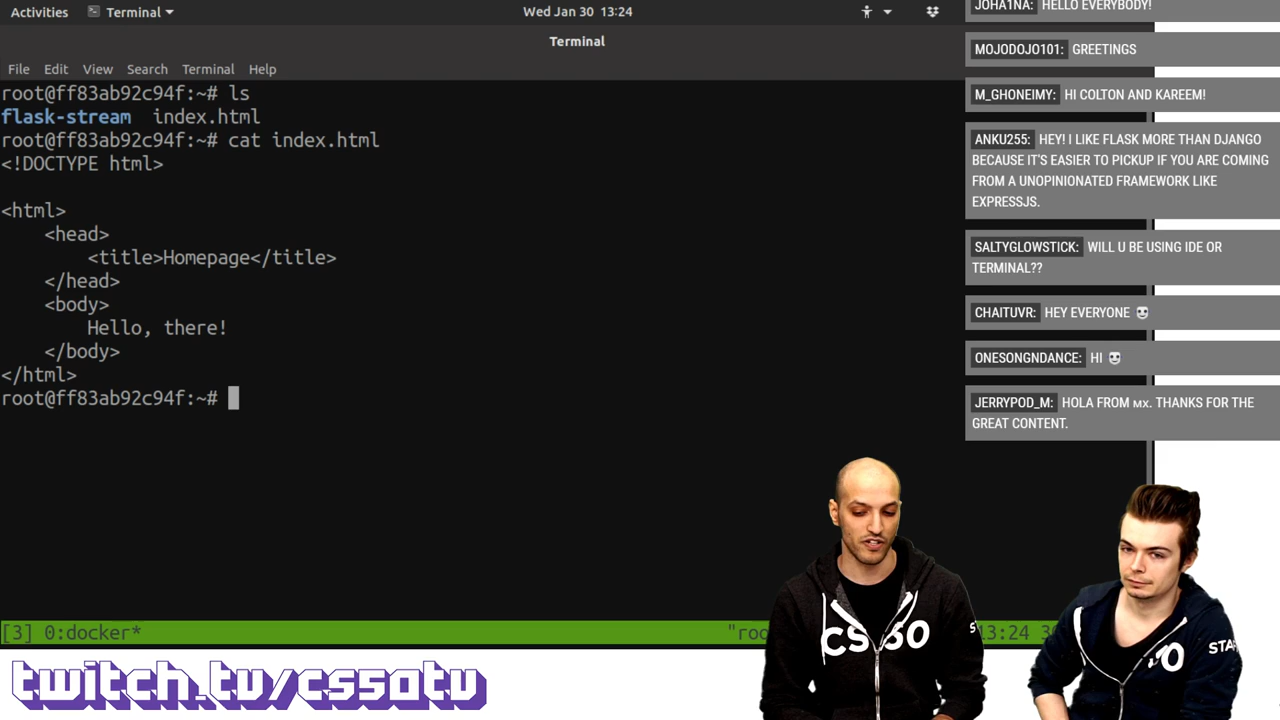 Activities Terminal Wed Jan 30 13:24
Terminal
File Edit View Search Terminal Help
root@ff83ab92c94f:~# ls
flask-stream index.html
root@ff83ab92c94f:~# cat index.html
<!DOCTYPE html>
<html>
<head>
<title>Homepage</title>
</head>
<body>
Hello, there!
</body>
</html>
root@ff83ab92c94f:~#
JOHA1NA: HELLO EVERYBODY!
MOJODOJO101: GREETINGS
M_GHONEIMY: HI COLTON AND KAREEM!
ANKU255: HEY! I LIKE FLASK MORE THAN DJANGO
BECAUSE IT'S EASIER TO PICKUP IF YOU ARE COMING
FROM A UNOPINIONATED FRAMEWORK LIKE
EXPRESSJS.
SALTYGLOWSTICK: WILL U BE USING IDE OR
TERMINAL??
CHAITUVR: HEY EVERYONE
ONESONGNDANCE: HI
JERRYPOD_M: HOLA FROM MX. THANKS FOR THE
GREAT CONTENT.
[3] 0:docker* "roo 13:24 30
CS50
twitch.tv/cs50tv